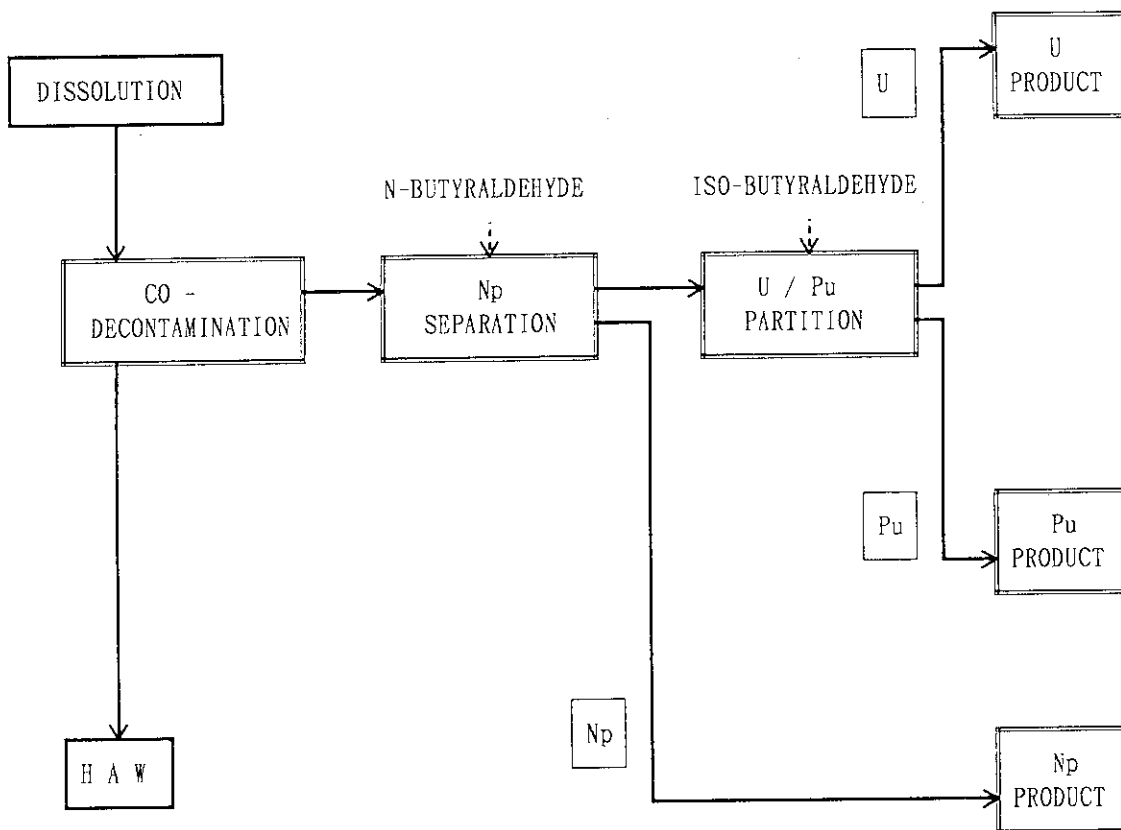 DISSOLUTION
U
U
PRODUCT
N-BUTYRALDEHYDE
ISO-BUTYRALDEHYDE
CO -
DECONTAMINATION
Np
SEPARATION
U / Pu
PARTITION
Pu
Pu
PRODUCT
Np
H A W
Np
PRODUCT